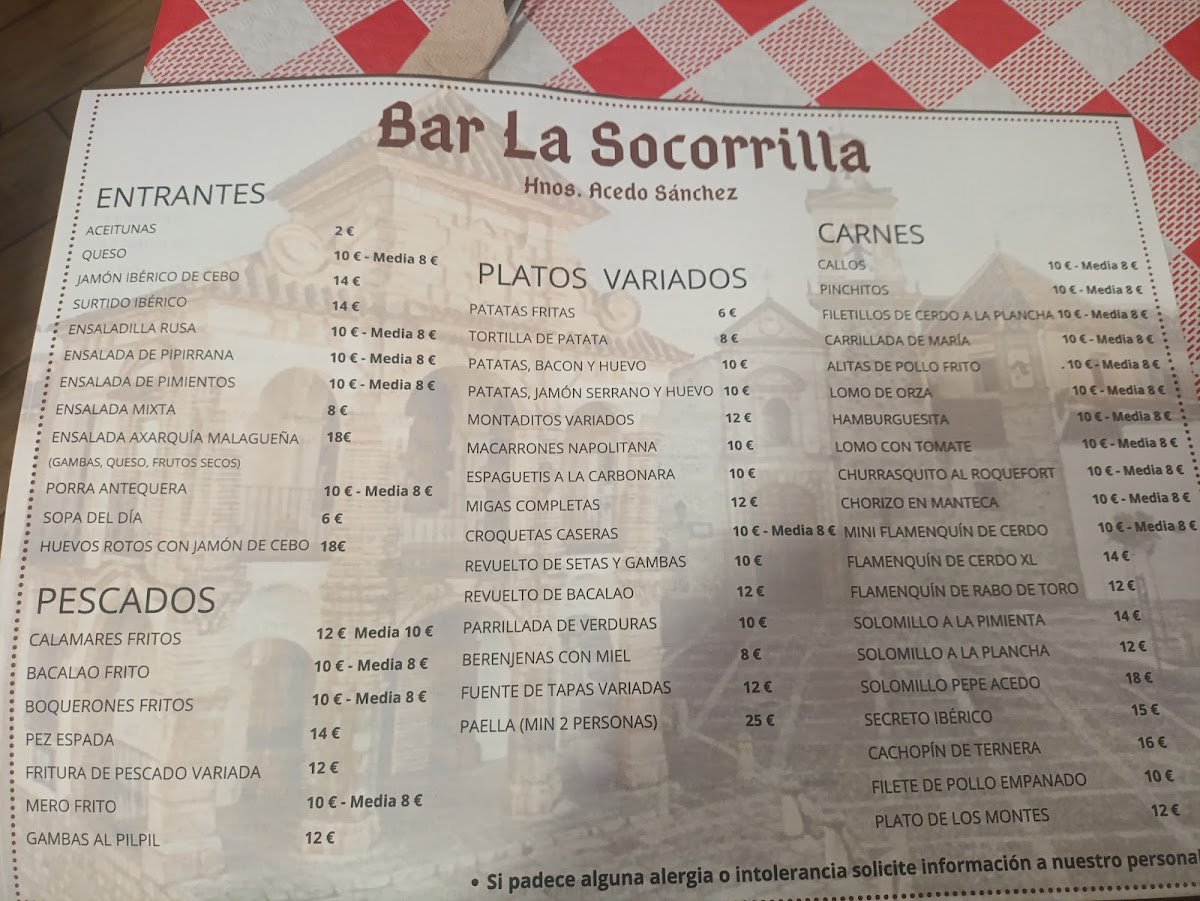 Bar La Socorrilla
Hnos. Acedo Sánchez
ENTRANTES
ACEITUNAS 2 €
QUESO 10 € - Media 8 €
JAMÓN IBÉRICO DE CEBO 14 €
SURTIDO IBÉRICO 14 €
ENSALADILLA RUSA 10 € - Media 8 €
ENSALADA DE PIPIRRANA 10 € - Media 8 €
ENSALADA DE PIMIENTOS 10 € - Media 8 €
ENSALADA MIXTA 8 €
ENSALADA AXARQUÍA MALAGUEÑA 18€
(GAMBAS, QUESO, FRUTOS SECOS)
PORRA ANTEQUERA 10 € - Media 8 €
SOPA DEL DÍA 6 €
HUEVOS ROTOS CON JAMÓN DE CEBO 18€
PESCADOS
CALAMARES FRITOS 12 € Media 10 €
BACALAO FRITO 10 € - Media 8 €
BOQUERONES FRITOS 10 € - Media 8 €
PEZ ESPADA 14 €
FRITURA DE PESCADO VARIADA 12 €
MERO FRITO 10 € - Media 8 €
GAMBAS AL PILPIL 12 €
PLATOS VARIADOS
PATATAS FRITAS 6 €
TORTILLA DE PATATA 8 €
PATATAS, BACON Y HUEVO 10 €
PATATAS, JAMÓN SERRANO Y HUEVO 10 €
MONTADITOS VARIADOS 12 €
MACARRONES NAPOLITANA 10 €
ESPAGUETIS A LA CARBONARA 10 €
MIGAS COMPLETAS 12 €
CROQUETAS CASERAS 10 € - Media 8 €
REVUELTO DE SETAS Y GAMBAS 10 €
REVUELTO DE BACALAO 12 €
PARRILLADA DE VERDURAS 10 €
BERENJENAS CON MIEL 8 €
FUENTE DE TAPAS VARIADAS 12 €
PAELLA (MIN 2 PERSONAS) 25 €
CARNES
CALLOS 10 € - Media 8 €
PINCHITOS 10 € - Media 8 €
FILETILLOS DE CERDO A LA PLANCHA 10 € - Media 8 €
CARRILLADA DE MARÍA 10 € - Media 8 €
ALITAS DE POLLO FRITO . 10 € - Media 8 €
LOMO DE ORZA 10 € - Media 8 €
HAMBURGUESITA 10 € - Media 8 €
LOMO CON TOMATE 10 € - Media 8 €
CHURRASQUITO AL ROQUEFORT 10 € - Media 8 €
CHORIZO EN MANTECA 10 € - Media 8 €
MINI FLAMENQUÍN DE CERDO 10 € - Media 8 €
FLAMENQUÍN DE CERDO XL 14 €
FLAMENQUÍN DE RABO DE TORO 12 €
SOLOMILLO A LA PIMIENTA 14 €
SOLOMILLO A LA PLANCHA 12 €
SOLOMILLO PEPE ACEDO 18 €
SECRETO IBÉRICO 15 €
CACHOPÍN DE TERNERA 16 €
FILETE DE POLLO EMPANADO 10 €
PLATO DE LOS MONTES 12 €
• Si padece alguna alergia o intolerancia solicite información a nuestro personal